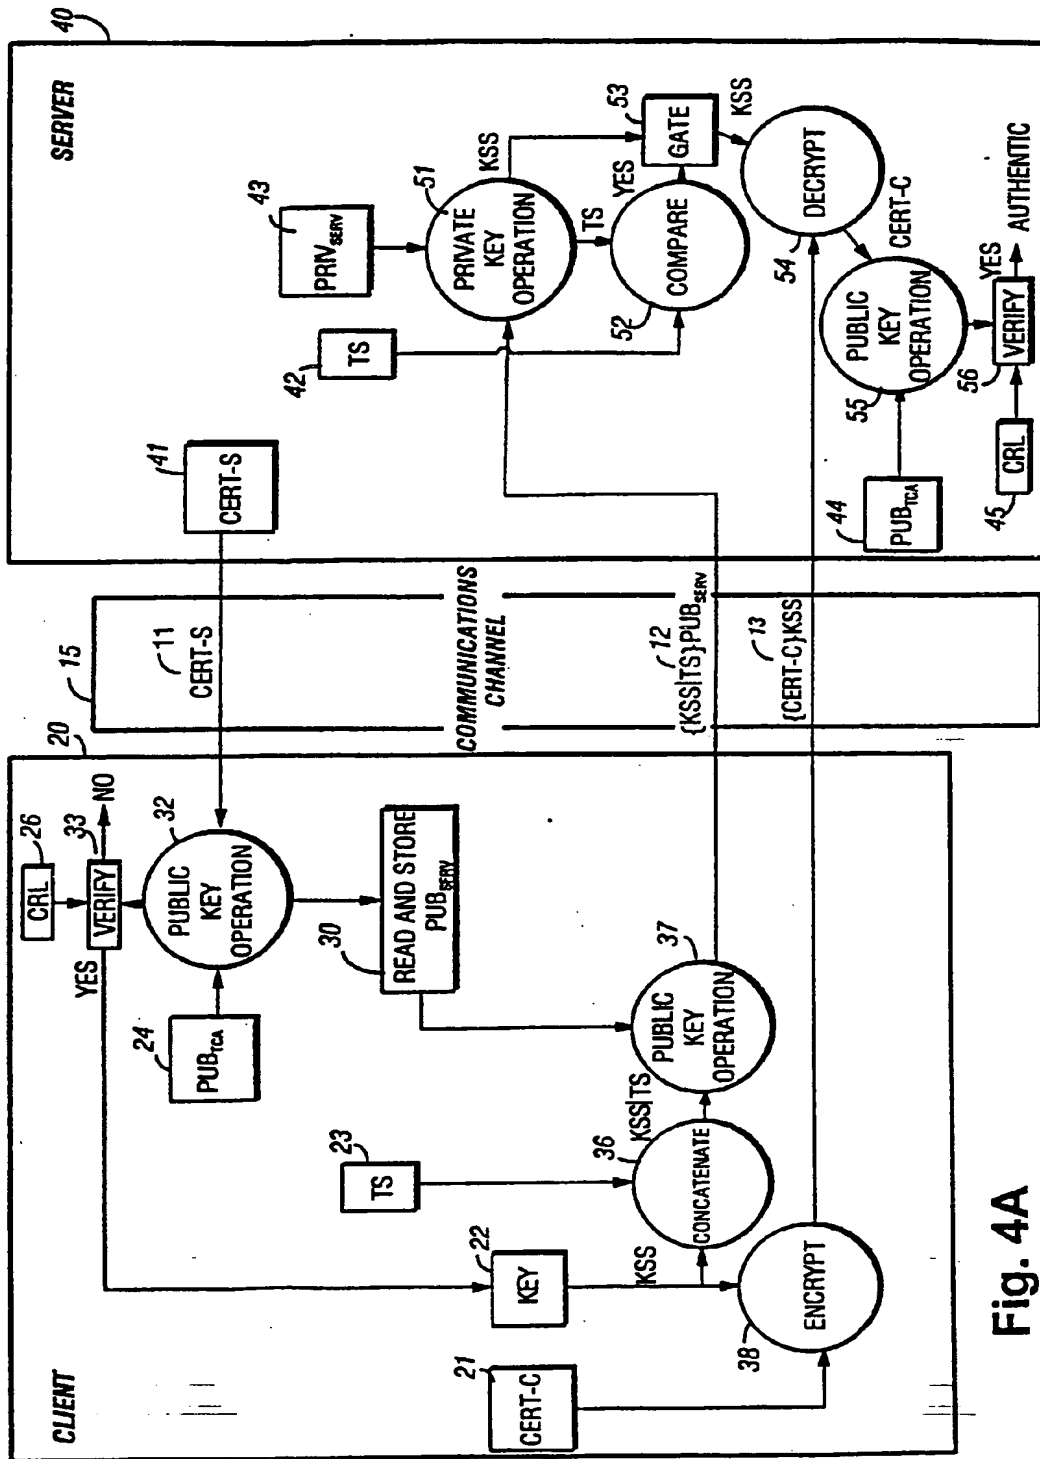 CLIENT
20
CRL
26
VERIFY
33
NO
YES
PUBLIC
KEY
OPERATION
32
PUB_TCA
24
READ AND STORE
PUB_SERV
30
TS
23
KEY
22
KSS
CONCATENATE
36
KSS|TS
PUBLIC
KEY
OPERATION
37
CERT-C
21
ENCRYPT
38
15
11
CERT-S
COMMUNICATIONS
CHANNEL
12
{KSS|TS}PUB_SERV
13
{CERT-C}KSS
SERVER
40
41
CERT-S
42
TS
43
PRIV_SERV
51
PRIVATE
KEY
OPERATION
KSS
TS
52
COMPARE
YES
53
GATE
KSS
54
DECRYPT
CERT-C
44
PUB_TCA
55
PUBLIC
KEY
OPERATION
45
CRL
56
VERIFY
YES
AUTHENTIC
Fig. 4A